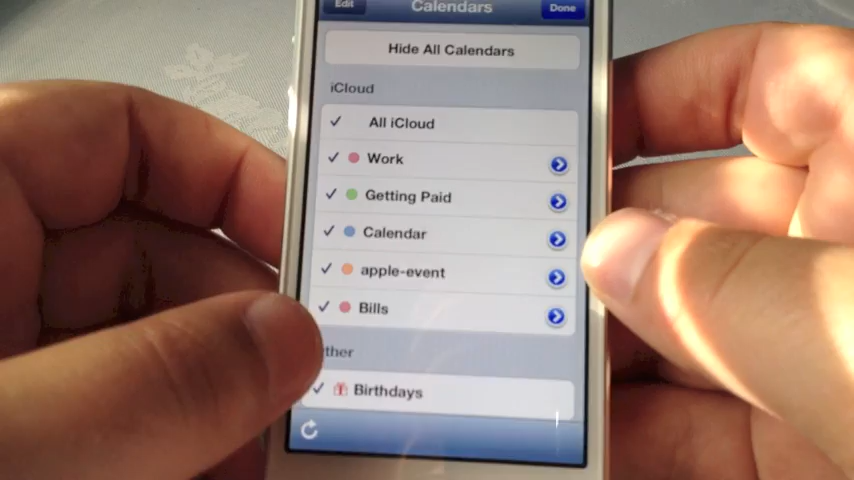 Edit
Calendars
Done
Hide All Calendars
iCloud
All iCloud
Work
Getting Paid
Calendar
apple-event
Bills
ther
Birthdays